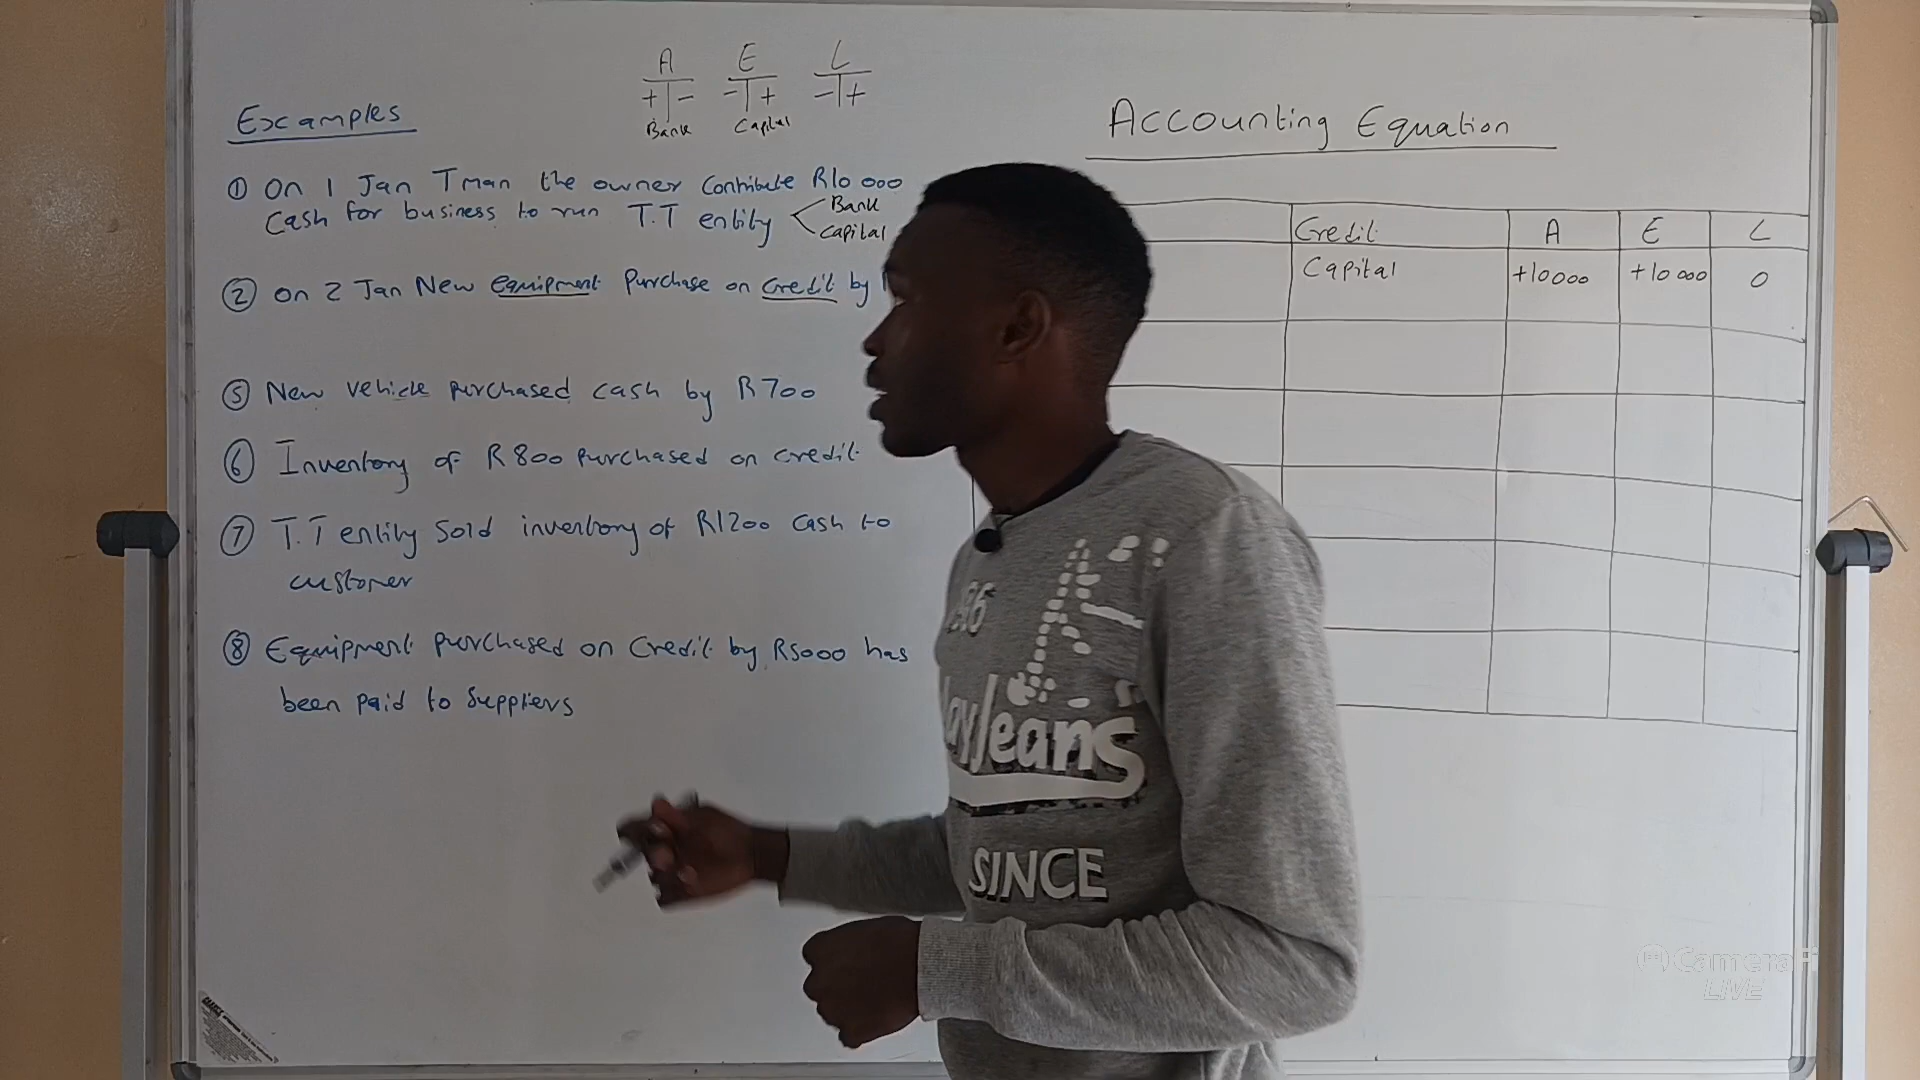 A E L
+ - - + - +
Bank Capital
Examples
① On 1 Jan Tman the owner Contribute R10 000
Cash for business to run T.T entity
Bank
Capital
② on 2 Jan New equipment Purchase on Credit by
⑤ New vehicle purchased cash by R700
⑥ Inventory of R800 purchased on credit
⑦ T.T entity Sold inventory of R1200 cash to
customer
⑧ Equipment purchased on Credit by R5000 has
been paid to Suppliers
Accounting Equation
Credit A E L
Capital +10000 +10 000 0
Jeans
SINCE
CameraFi
LIVE